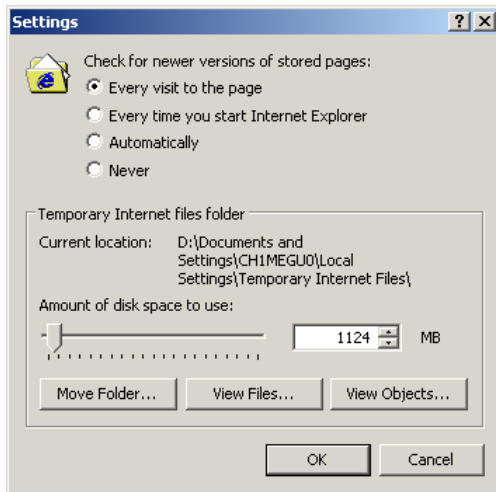 Settings
Check for newer versions of stored pages:
Every visit to the page
Every time you start Internet Explorer
Automatically
Never
Temporary Internet files folder
Current location: D:\Documents and
Settings\CH1MEGU0\Local
Settings\Temporary Internet Files\
Amount of disk space to use:
1124 MB
Move Folder... View Files... View Objects...
OK Cancel